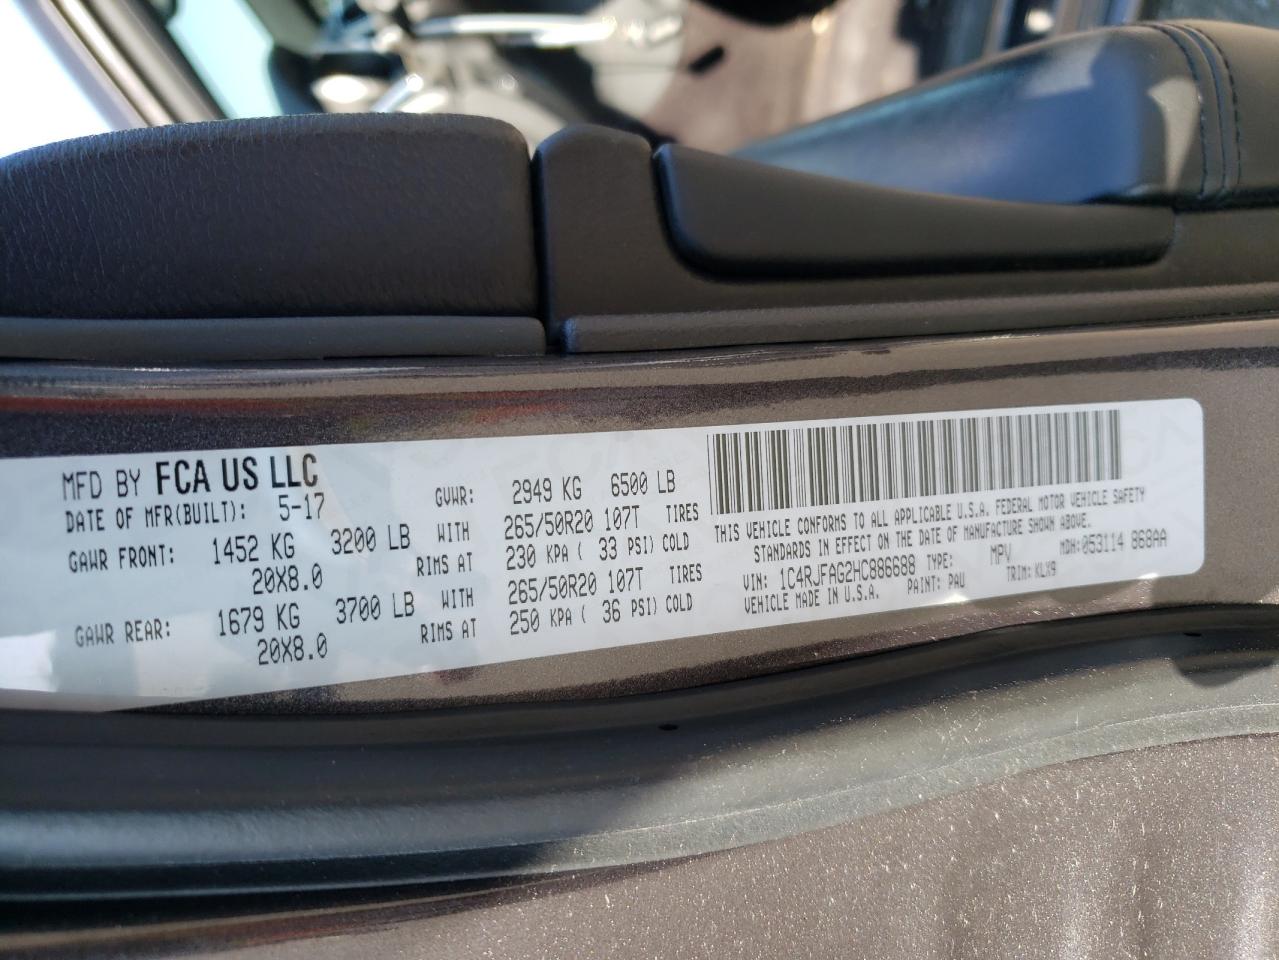 MFD BY FCA US LLC
DATE OF MFR(BUILT): 5-17
GVWR: 2949 KG 6500 LB
GAWR FRONT: 1452 KG 3200 LB WITH 265/50R20 107T TIRES
20X8.0 RIMS AT 230 KPA ( 33 PSI) COLD
GAWR REAR: 1679 KG 3700 LB WITH 265/50R20 107T TIRES
20X8.0 RIMS AT 250 KPA ( 36 PSI) COLD
THIS VEHICLE CONFORMS TO ALL APPLICABLE U.S.A. FEDERAL MOTOR VEHICLE SAFETY
STANDARDS IN EFFECT ON THE DATE OF MANUFACTURE SHOWN ABOVE.
VIN: 1C4RJFAG2HC886688 TYPE: MPV MDH: 053114 868AA
VEHICLE MADE IN U.S.A. PAINT: PAU TRIM: KLX9